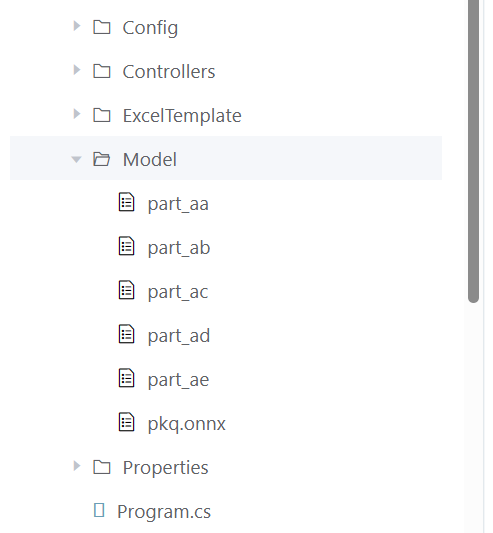 Config
Controllers
ExcelTemplate
Model
part_aa
part_ab
part_ac
part_ad
part_ae
pkq.onnx
Properties
Program.cs